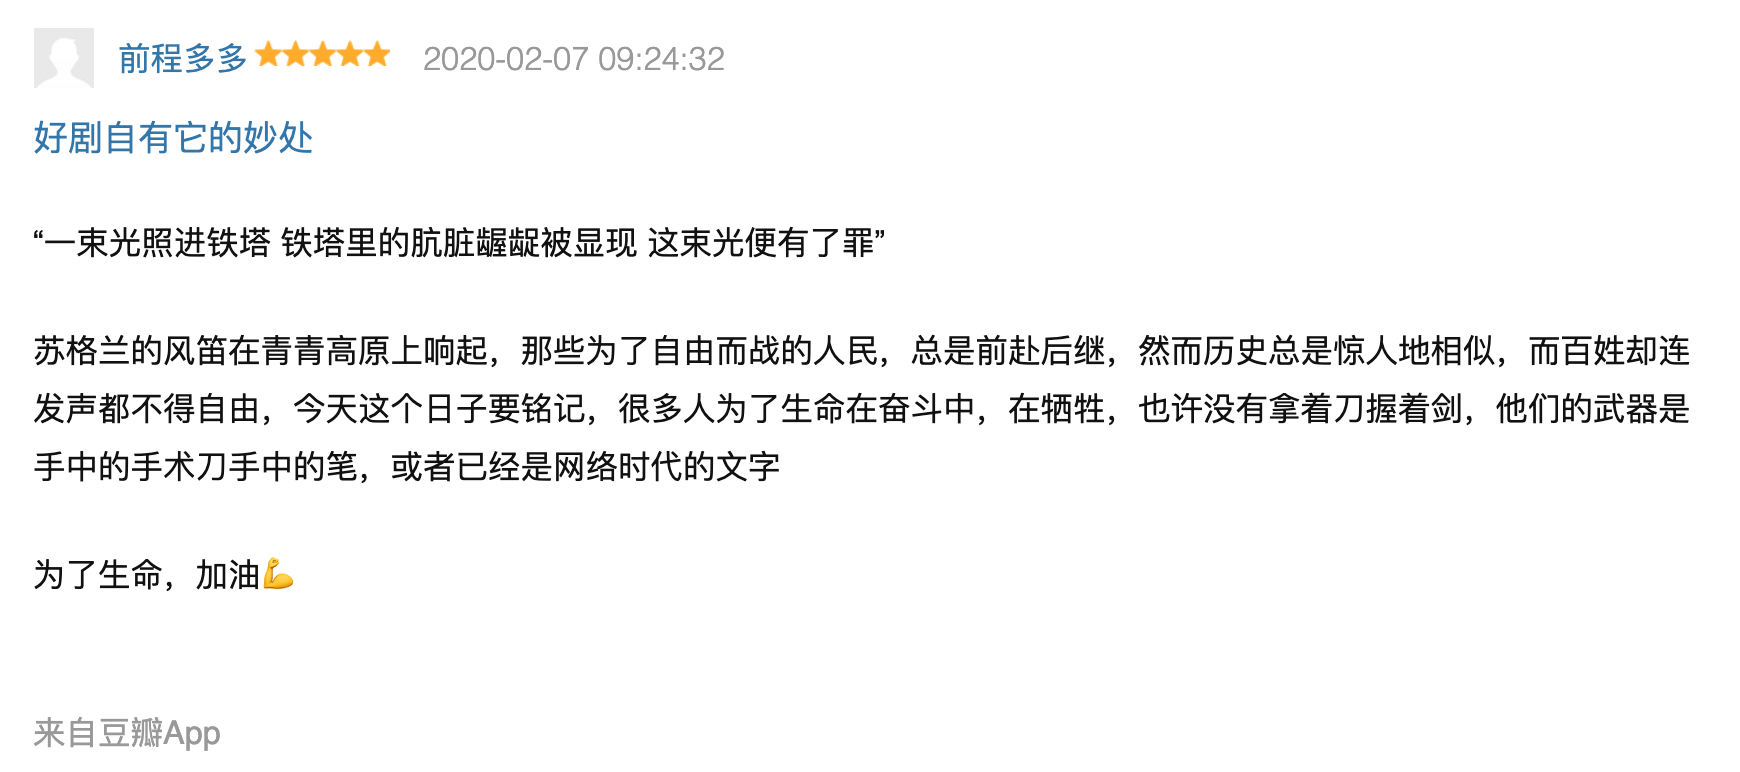 前程多多 2020-02-07 09:24:32
好剧自有它的妙处
“一束光照进铁塔 铁塔里的肮脏龌龊被显现 这束光便有了罪”
苏格兰的风笛在青青高原上响起，那些为了自由而战的人民，总是前赴后继，然而历史总是惊人地相似，而百姓却连
发声都不得自由，今天这个日子要铭记，很多人为了生命在奋斗中，在牺牲，也许没有拿着刀握着剑，他们的武器是
手中的手术刀手中的笔，或者已经是网络时代的文字
为了生命，加油💪
来自豆瓣App